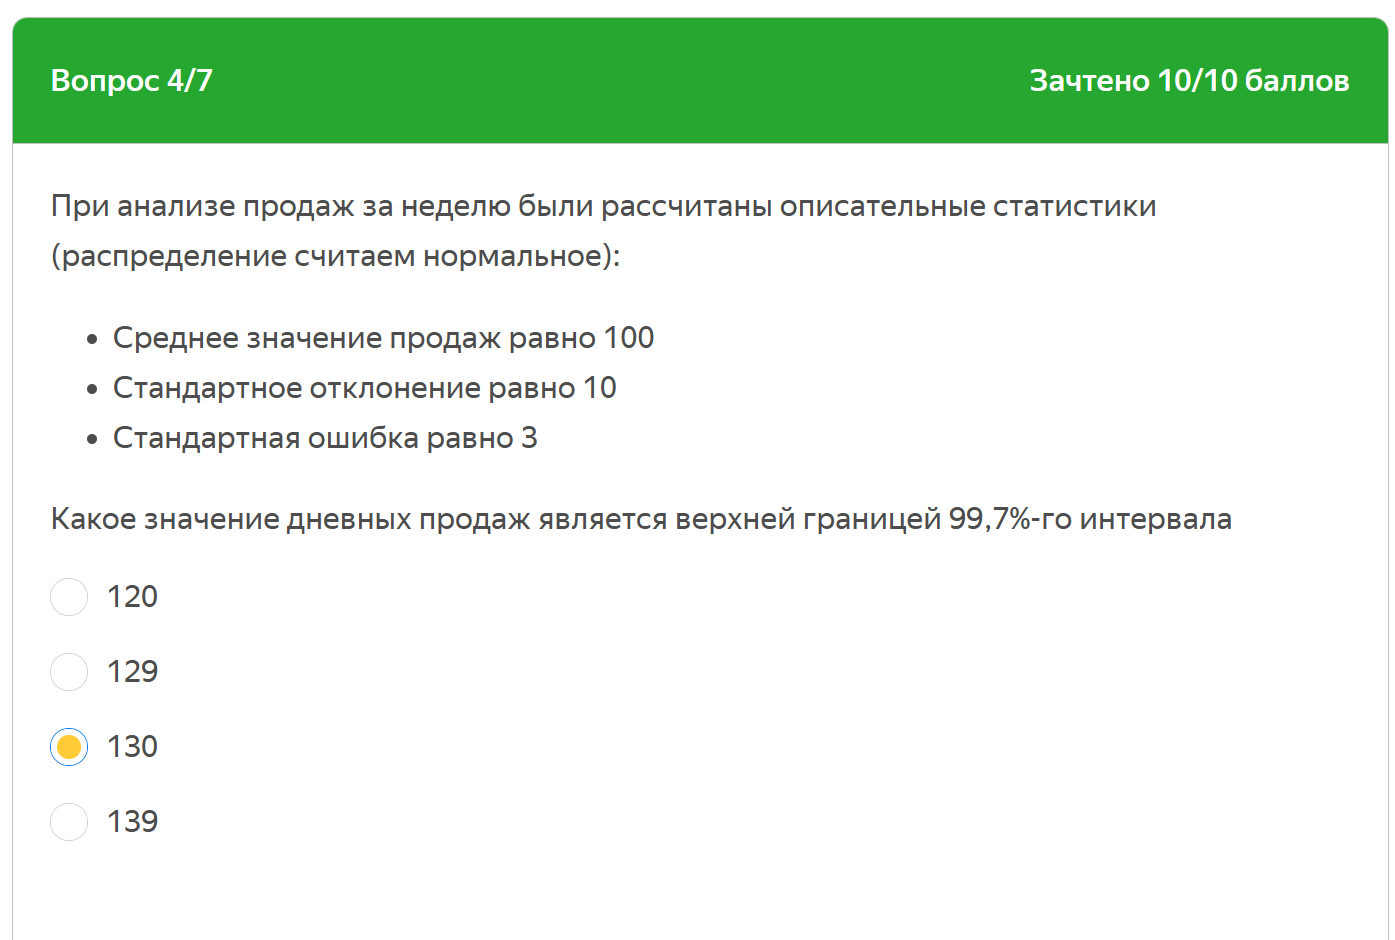 Вопрос 4/7
Зачтено 10/10 баллов
При анализе продаж за неделю были рассчитаны описательные статистики
(распределение считаем нормальное):
• Среднее значение продаж равно 100
• Стандартное отклонение равно 10
• Стандартная ошибка равно 3
Какое значение дневных продаж является верхней границей 99,7%-го интервала
120
129
130
139